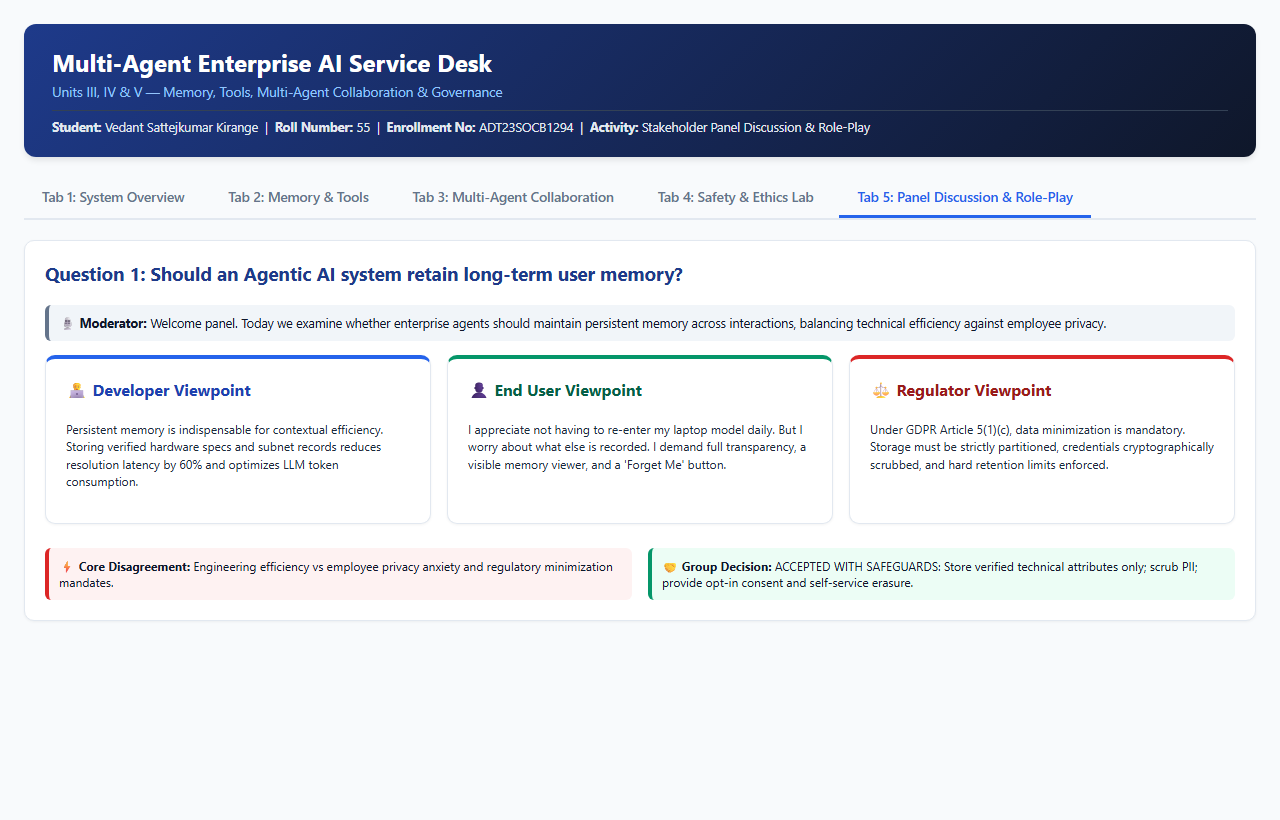 Multi-Agent Enterprise AI Service Desk
Units III, IV & V — Memory, Tools, Multi-Agent Collaboration & Governance
Student: Vedant Sattejkumar Kirange | Roll Number: 55 | Enrollment No: ADT23SOCB1294 | Activity: Stakeholder Panel Discussion & Role-Play
Tab 1: System Overview
Tab 2: Memory & Tools
Tab 3: Multi-Agent Collaboration
Tab 4: Safety & Ethics Lab
Tab 5: Panel Discussion & Role-Play
Question 1: Should an Agentic AI system retain long-term user memory?
Moderator: Welcome panel. Today we examine whether enterprise agents should maintain persistent memory across interactions, balancing technical efficiency against employee privacy.
Developer Viewpoint
Persistent memory is indispensable for contextual efficiency.
Storing verified hardware specs and subnet records reduces
resolution latency by 60% and optimizes LLM token
consumption.
End User Viewpoint
I appreciate not having to re-enter my laptop model daily. But I
worry about what else is recorded. I demand full transparency, a
visible memory viewer, and a 'Forget Me' button.
Regulator Viewpoint
Under GDPR Article 5(1)(c), data minimization is mandatory.
Storage must be strictly partitioned, credentials cryptographically
scrubbed, and hard retention limits enforced.
Core Disagreement: Engineering efficiency vs employee privacy anxiety and regulatory minimization
mandates.
Group Decision: ACCEPTED WITH SAFEGUARDS: Store verified technical attributes only; scrub PII;
provide opt-in consent and self-service erasure.